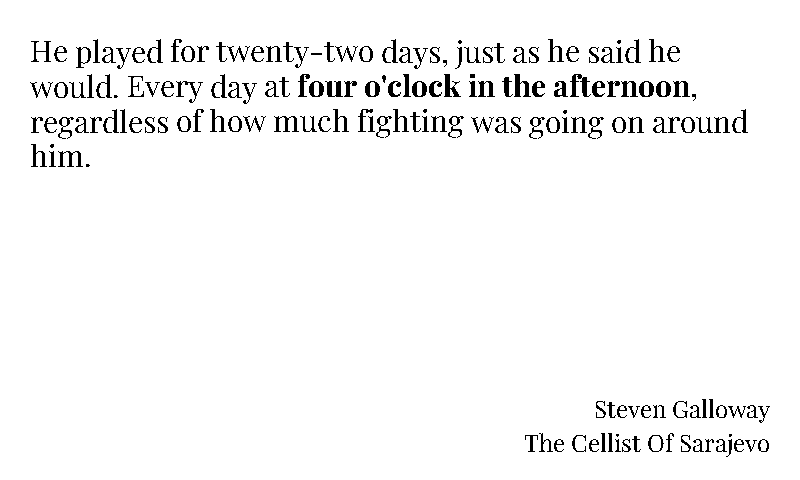 He played for twenty-two days, just as he said he
would. Every day at four o'clock in the afternoon,
regardless of how much fighting was going on around
him.
Steven Galloway
The Cellist Of Sarajevo